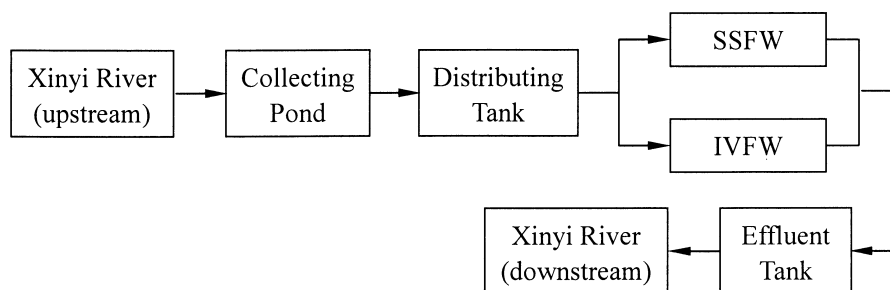 Xinyi River
(upstream)
Collecting
Pond
Distributing
Tank
SSFW
IVFW
Xinyi River
(downstream)
Effluent
Tank